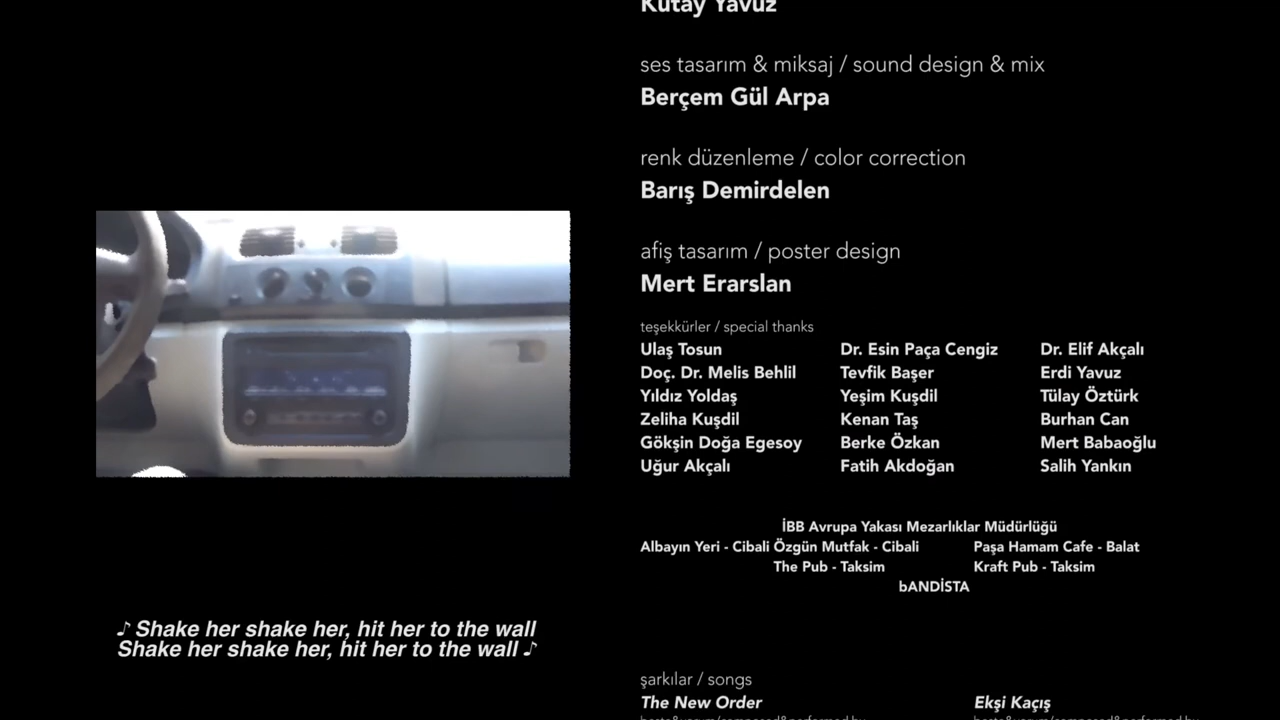 Kutay Yavuz
ses tasarım & miksaj / sound design & mix
Berçem Gül Arpa
renk düzenleme / color correction
Barış Demirdelen
afiş tasarım / poster design
Mert Erarslan
teşekkürler / special thanks
Ulaş Tosun Dr. Esin Paça Cengiz Dr. Elif Akçalı
Doç. Dr. Melis Behlil Tevfik Başer Erdi Yavuz
Yıldız Yoldaş Yeşim Kuşdil Tülay Öztürk
Zeliha Kuşdil Kenan Taş Burhan Can
Gökşin Doğa Egesoy Berke Özkan Mert Babaoğlu
Uğur Akçalı Fatih Akdoğan Salih Yankın
İBB Avrupa Yakası Mezarlıklar Müdürlüğü
Albayın Yeri - Cibali Özgün Mutfak - Cibali Paşa Hamam Cafe - Balat
The Pub - Taksim Kraft Pub - Taksim
bANDİSTA
♪ Shake her shake her, hit her to the wall
Shake her shake her, hit her to the wall ♪
şarkılar / songs
The New Order Ekşi Kaçış